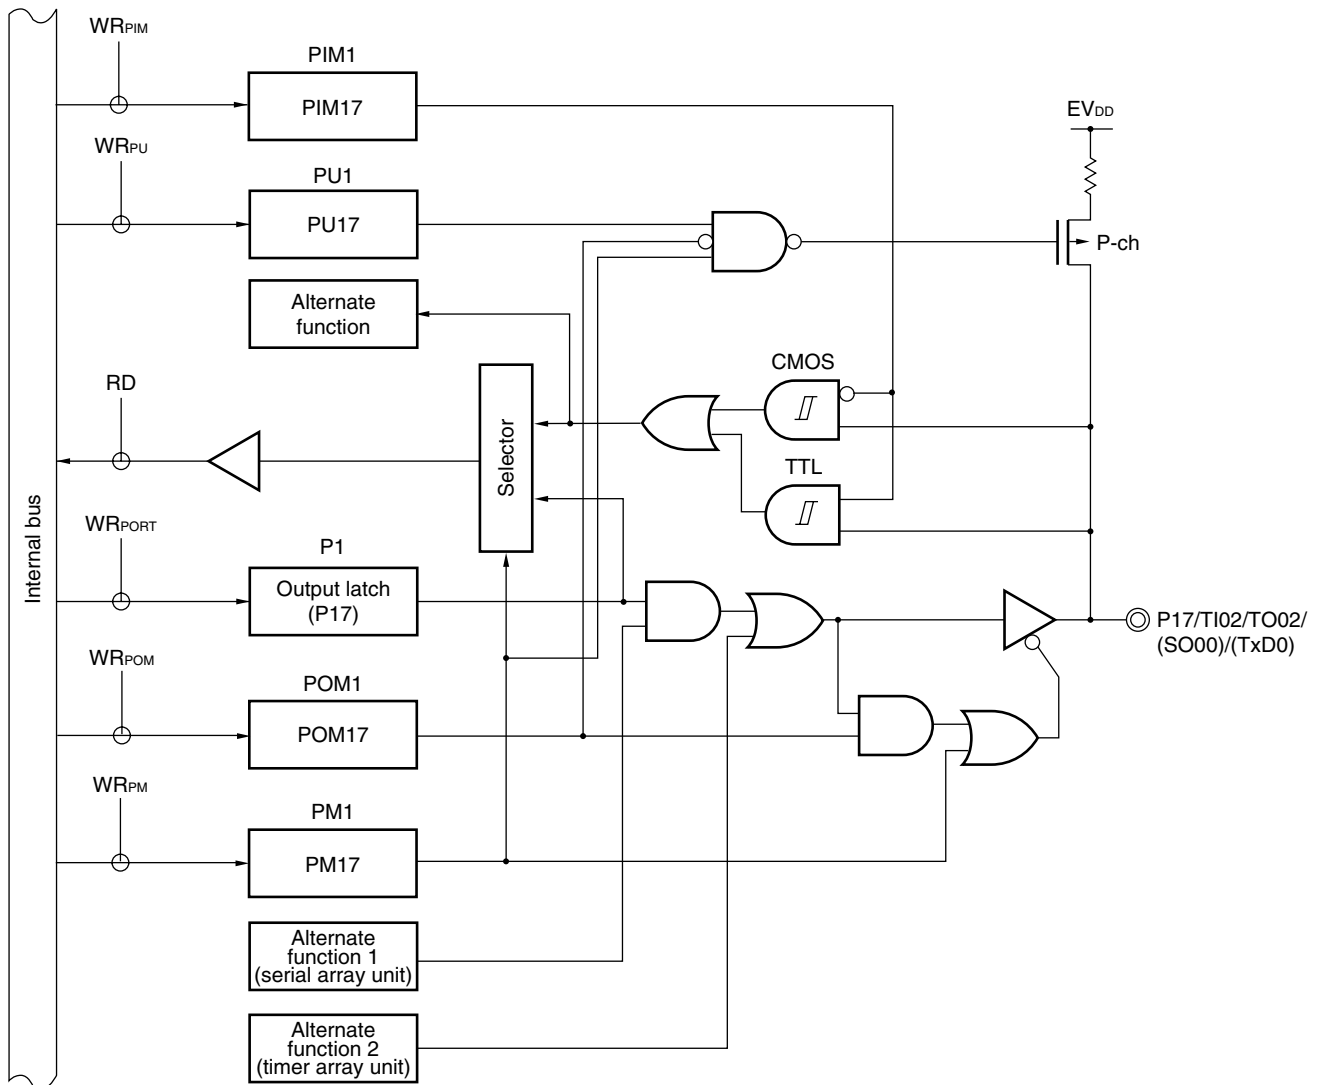 WRPIM
PIM1
PIM17
EVDD
WRPU
PU1
PU17
P-ch
Alternate
function
CMOS
RD
Selector
TTL
Internal bus
WRPORT
P1
Output latch
(P17)
P17/TI02/TO02/
(SO00)/(TxD0)
WRPOM
POM1
POM17
WRPM
PM1
PM17
Alternate
function 1
(serial array unit)
Alternate
function 2
(timer array unit)